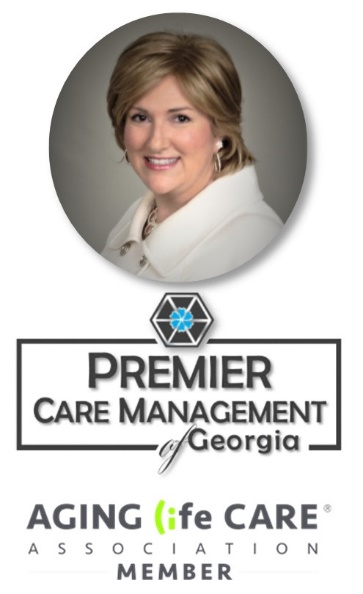 PREMIER
CARE MANAGEMENT
of Georgia
AGING life CARE®
ASSOCIATION
MEMBER